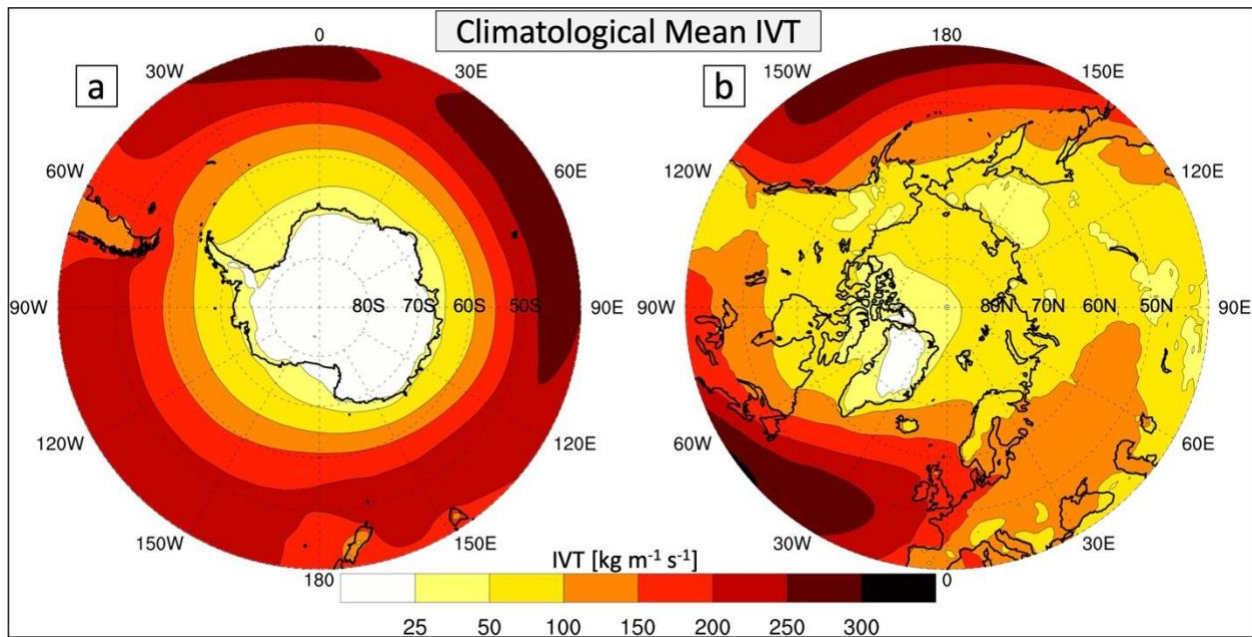 Climatological Mean IVT
a
0
30E
60E
90E
120E
150E
180
150W
120W
90W
60W
30W
80S 70S 60S 50S
b
180
150E
120E
90E
60E
30E
0
30W
60W
90W
120W
150W
80N 70N 60N 50N
IVT [kg m⁻¹ s⁻¹]
25 50 100 150 200 250 300